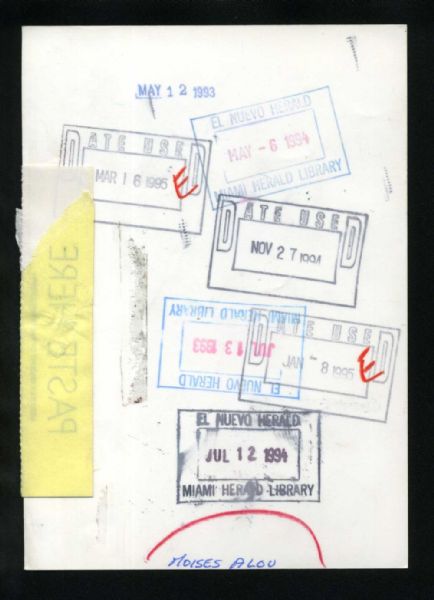 MAY 12 1993
EL NUEVO HERALD
MAY - 6 1994
MIAMI HERALD LIBRARY
DATE USED
MAR 16 1995
E
DATE USED
NOV 27 1994
MIAMI HERALD LIBRARY
JUL 13 1993
EL NUEVO HERALD
DATE USED
JAN - 8 1995
E
EL NUEVO HERALD
JUL 12 1994
MIAMI HERALD LIBRARY
MOISES ALOU